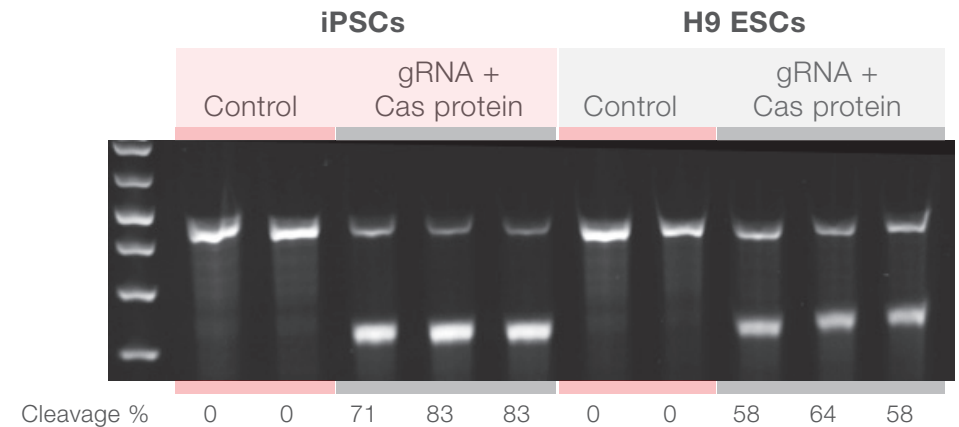 iPSCs H9 ESCs
Control gRNA + Cas protein Control gRNA + Cas protein
Cleavage % 0 0 71 83 83 0 0 58 64 58